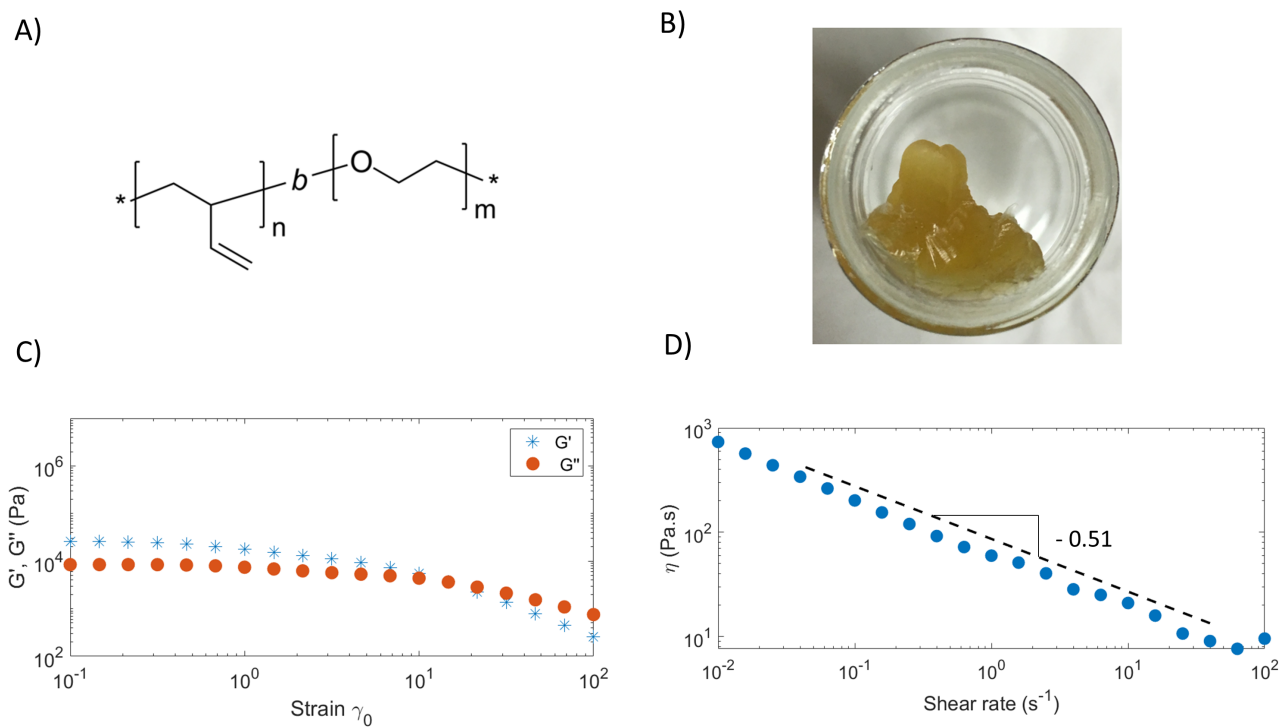 A)
B)
*
n
b
O
m
*
C)
D)
G', G'' (Pa)
10^6
10^4
10^2
G'
G''
10^-1
10^0
10^1
10^2
Strain γ_0
η (Pa.s)
10^3
10^2
10^1
- 0.51
10^-2
10^-1
10^0
10^1
10^2
Shear rate (s^-1)